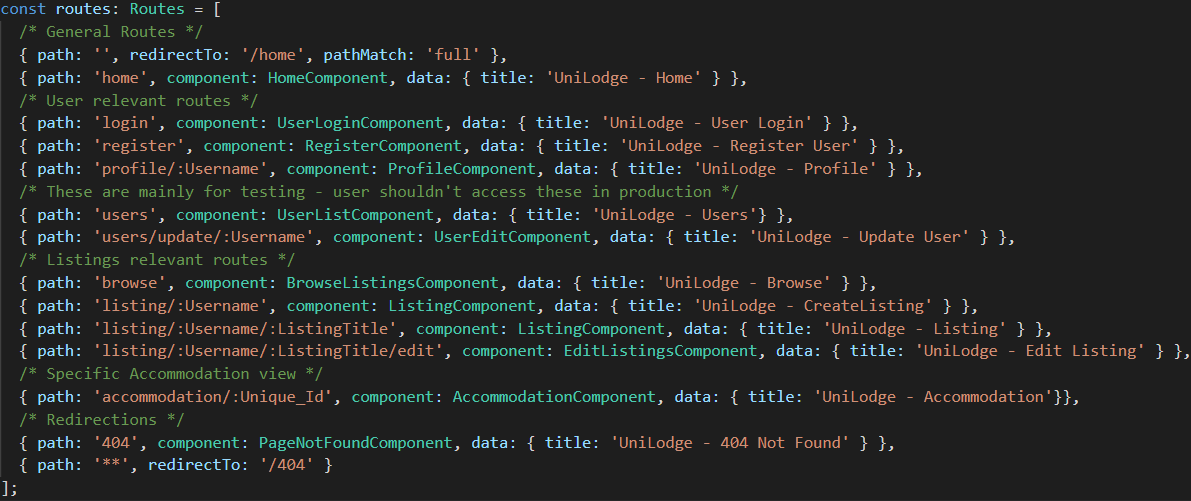 const routes: Routes = [
  /* General Routes */
  { path: '', redirectTo: '/home', pathMatch: 'full' },
  { path: 'home', component: HomeComponent, data: { title: 'UniLodge - Home' } },
  /* User relevant routes */
  { path: 'login', component: UserLoginComponent, data: { title: 'UniLodge - User Login' } },
  { path: 'register', component: RegisterComponent, data: { title: 'UniLodge - Register User' } },
  { path: 'profile/:Username', component: ProfileComponent, data: { title: 'UniLodge - Profile' } },
  /* These are mainly for testing - user shouldn't access these in production */
  { path: 'users', component: UserListComponent, data: { title: 'UniLodge - Users'} },
  { path: 'users/update/:Username', component: UserEditComponent, data: { title: 'UniLodge - Update User' } },
  /* Listings relevant routes */
  { path: 'browse', component: BrowseListingsComponent, data: { title: 'UniLodge - Browse' } },
  { path: 'listing/:Username', component: ListingComponent, data: { title: 'UniLodge - CreateListing' } },
  { path: 'listing/:Username/:ListingTitle', component: ListingComponent, data: { title: 'UniLodge - Listing' } },
  { path: 'listing/:Username/:ListingTitle/edit', component: EditListingsComponent, data: { title: 'UniLodge - Edit Listing' } },
  /* Specific Accommodation view */
  { path: 'accommodation/:Unique_Id', component: AccommodationComponent, data: { title: 'UniLodge - Accommodation'}},
  /* Redirections */
  { path: '404', component: PageNotFoundComponent, data: { title: 'UniLodge - 404 Not Found' } },
  { path: '**', redirectTo: '/404' }
];